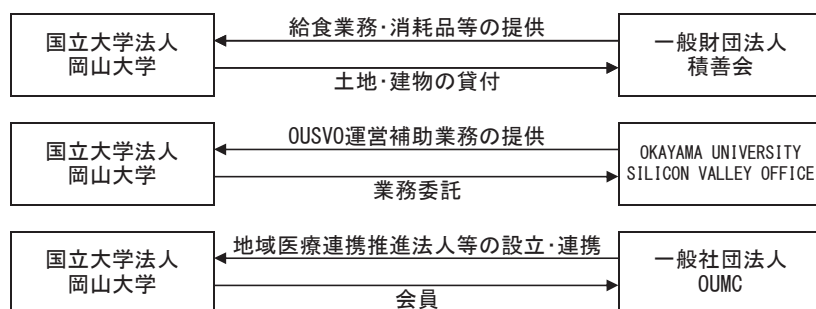 国立大学法人
岡山大学
給食業務・消耗品等の提供
土地・建物の貸付
一般財団法人
積善会
国立大学法人
岡山大学
OUSVO運営補助業務の提供
業務委託
OKAYAMA UNIVERSITY
SILICON VALLEY OFFICE
国立大学法人
岡山大学
地域医療連携推進法人等の設立・連携
会員
一般社団法人
OUMC